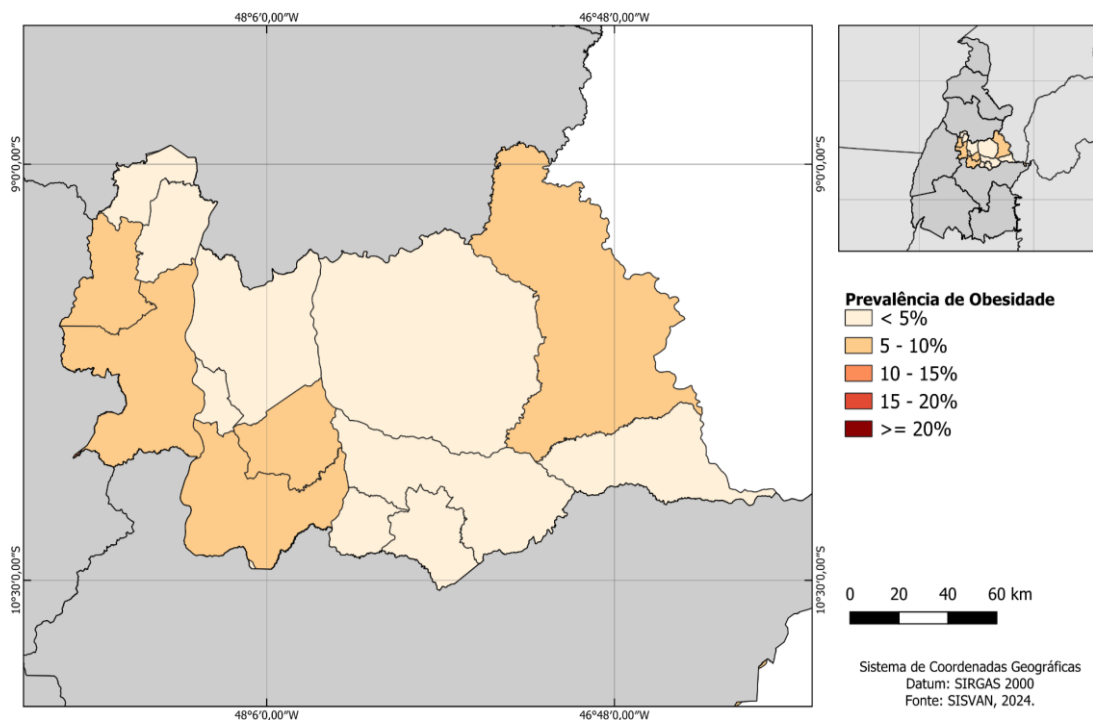 48°6'0,00"W
46°48'0,00"W
9°0'0,00"S
9°0'0,00"S
10°30'0,00"S
10°30'0,00"S
48°6'0,00"W
46°48'0,00"W
Prevalência de Obesidade
< 5%
5 - 10%
10 - 15%
15 - 20%
>= 20%
0 20 40 60 km
Sistema de Coordenadas Geográficas
Datum: SIRGAS 2000
Fonte: SISVAN, 2024.